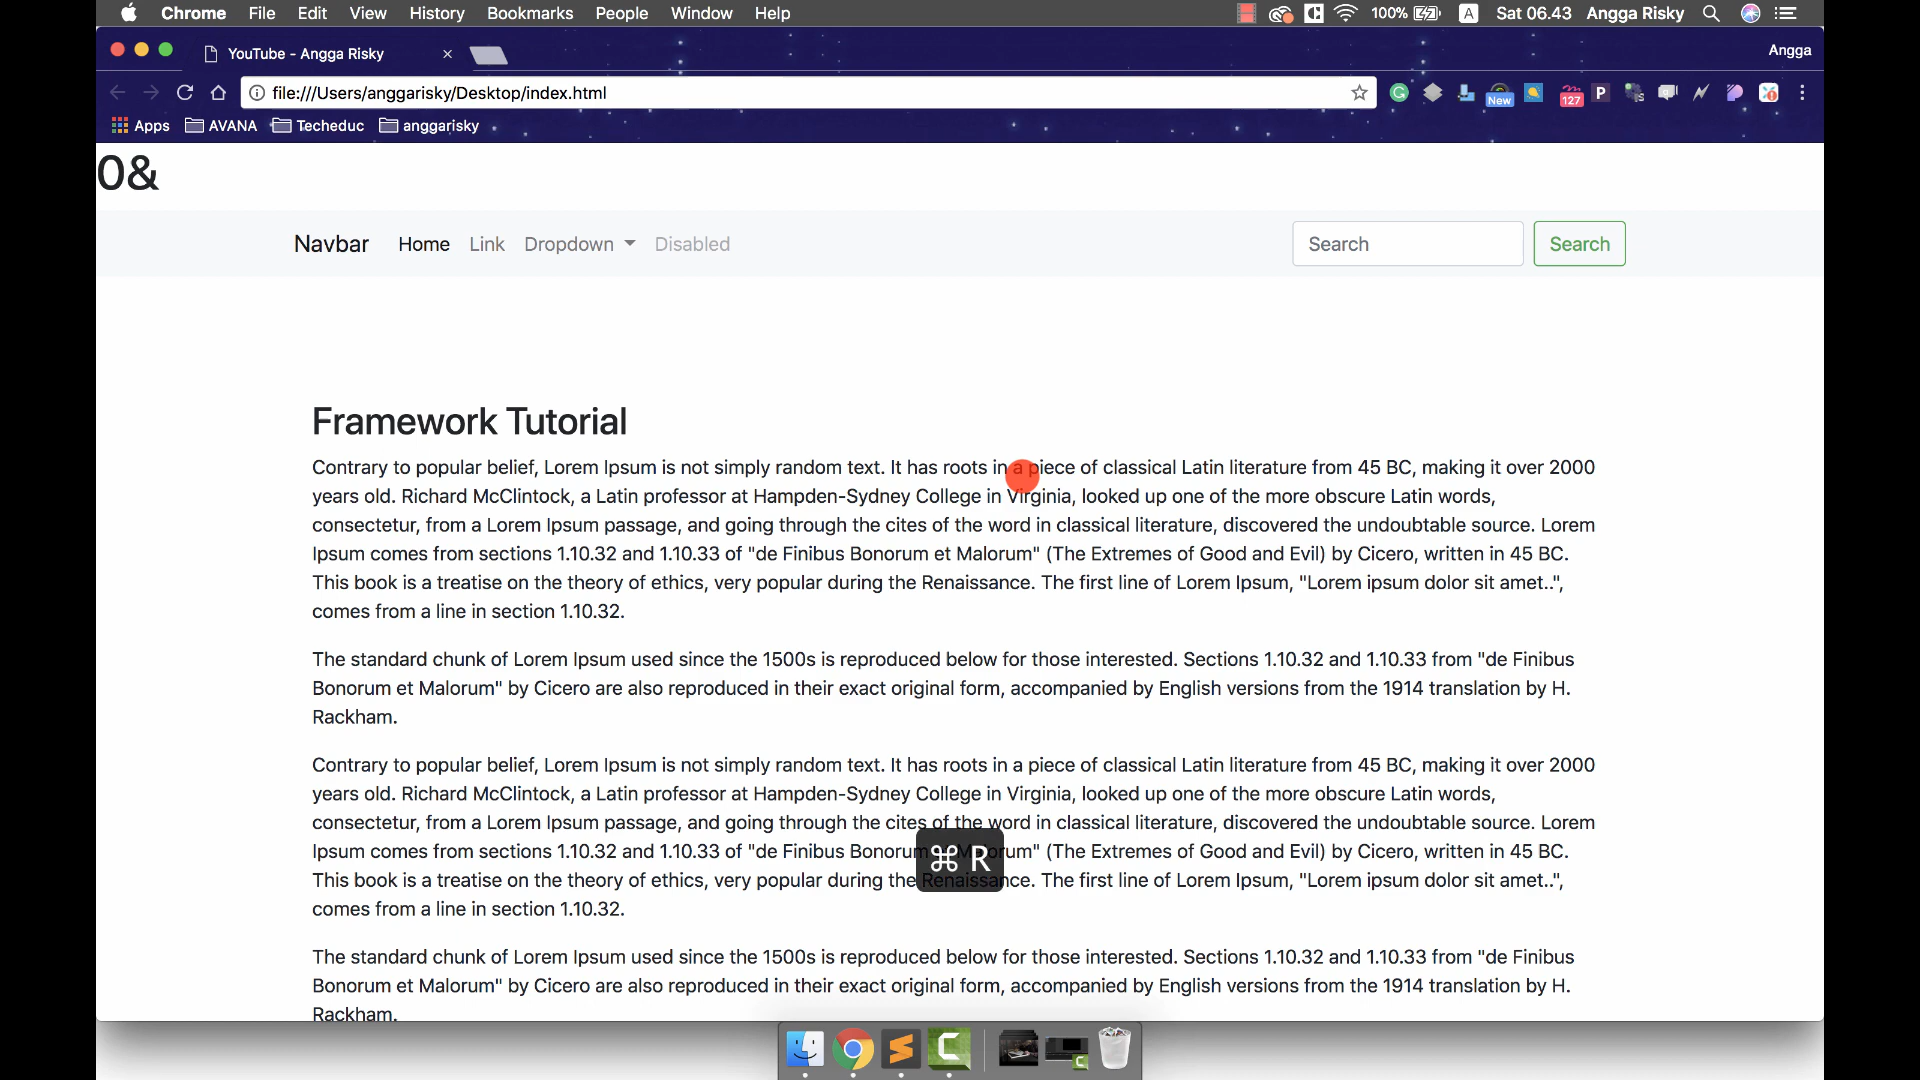 Chrome File Edit View History Bookmarks People Window Help 100% A Sat 06.43 Angga Risky
YouTube - Angga Risky Angga
file:///Users/anggarisky/Desktop/index.html New 127 P
Apps AVANA Techeduc anggarisky
0&
Navbar Home Link Dropdown Disabled Search Search
Framework Tutorial
Contrary to popular belief, Lorem Ipsum is not simply random text. It has roots in a piece of classical Latin literature from 45 BC, making it over 2000
years old. Richard McClintock, a Latin professor at Hampden-Sydney College in Virginia, looked up one of the more obscure Latin words,
consectetur, from a Lorem Ipsum passage, and going through the cites of the word in classical literature, discovered the undoubtable source. Lorem
Ipsum comes from sections 1.10.32 and 1.10.33 of "de Finibus Bonorum et Malorum" (The Extremes of Good and Evil) by Cicero, written in 45 BC.
This book is a treatise on the theory of ethics, very popular during the Renaissance. The first line of Lorem Ipsum, "Lorem ipsum dolor sit amet..",
comes from a line in section 1.10.32.
The standard chunk of Lorem Ipsum used since the 1500s is reproduced below for those interested. Sections 1.10.32 and 1.10.33 from "de Finibus
Bonorum et Malorum" by Cicero are also reproduced in their exact original form, accompanied by English versions from the 1914 translation by H.
Rackham.
Contrary to popular belief, Lorem Ipsum is not simply random text. It has roots in a piece of classical Latin literature from 45 BC, making it over 2000
years old. Richard McClintock, a Latin professor at Hampden-Sydney College in Virginia, looked up one of the more obscure Latin words,
consectetur, from a Lorem Ipsum passage, and going through the cites of the word in classical literature, discovered the undoubtable source. Lorem
Ipsum comes from sections 1.10.32 and 1.10.33 of "de Finibus Bonorum et Malorum" (The Extremes of Good and Evil) by Cicero, written in 45 BC.
⌘ R
This book is a treatise on the theory of ethics, very popular during the Renaissance. The first line of Lorem Ipsum, "Lorem ipsum dolor sit amet..",
comes from a line in section 1.10.32.
The standard chunk of Lorem Ipsum used since the 1500s is reproduced below for those interested. Sections 1.10.32 and 1.10.33 from "de Finibus
Bonorum et Malorum" by Cicero are also reproduced in their exact original form, accompanied by English versions from the 1914 translation by H.
Rackham.